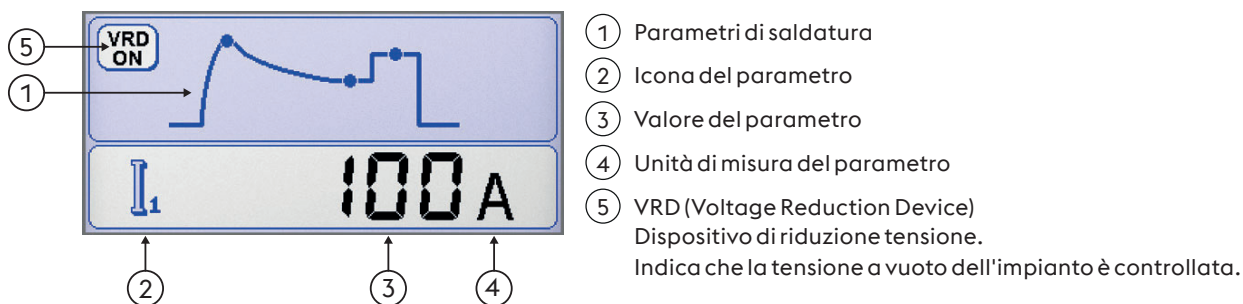 5
VRD
ON
1
I1
100 A
2
3
4
1 Parametri di saldatura
2 Icona del parametro
3 Valore del parametro
4 Unità di misura del parametro
5 VRD (Voltage Reduction Device)
Dispositivo di riduzione tensione.
Indica che la tensione a vuoto dell'impianto è controllata.